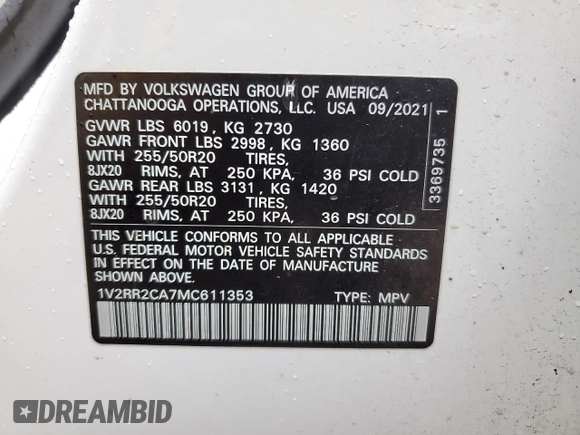 MFD BY VOLKSWAGEN GROUP OF AMERICA
CHATTANOOGA OPERATIONS, LLC. USA 09/2021
GVWR LBS 6019, KG 2730
GAWR FRONT LBS 2998, KG 1360
WITH 255/50R20 TIRES,
8JX20 RIMS, AT 250 KPA, 36 PSI COLD
GAWR REAR LBS 3131, KG 1420
WITH 255/50R20 TIRES,
8JX20 RIMS, AT 250 KPA, 36 PSI COLD
THIS VEHICLE CONFORMS TO ALL APPLICABLE
U.S. FEDERAL MOTOR VEHICLE SAFETY STANDARDS
IN EFFECT ON THE DATE OF MANUFACTURE
SHOWN ABOVE.
1V2RR2CA7MC611353 TYPE: MPV
3369735 1
DREAMBID